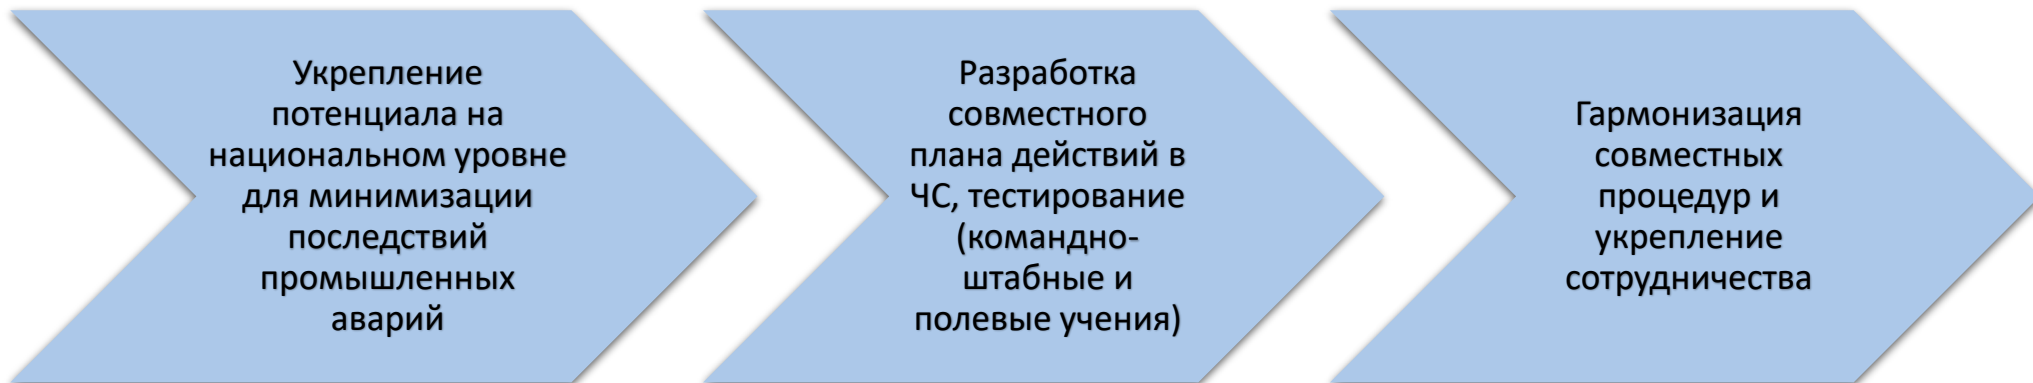 Укрепление
потенциала на
национальном уровне
для минимизации
последствий
промышленных
аварий
Разработка
совместного
плана действий в
ЧС, тестирование
(командно-
штабные и
полевые учения)
Гармонизация
совместных
процедур и
укрепление
сотрудничества